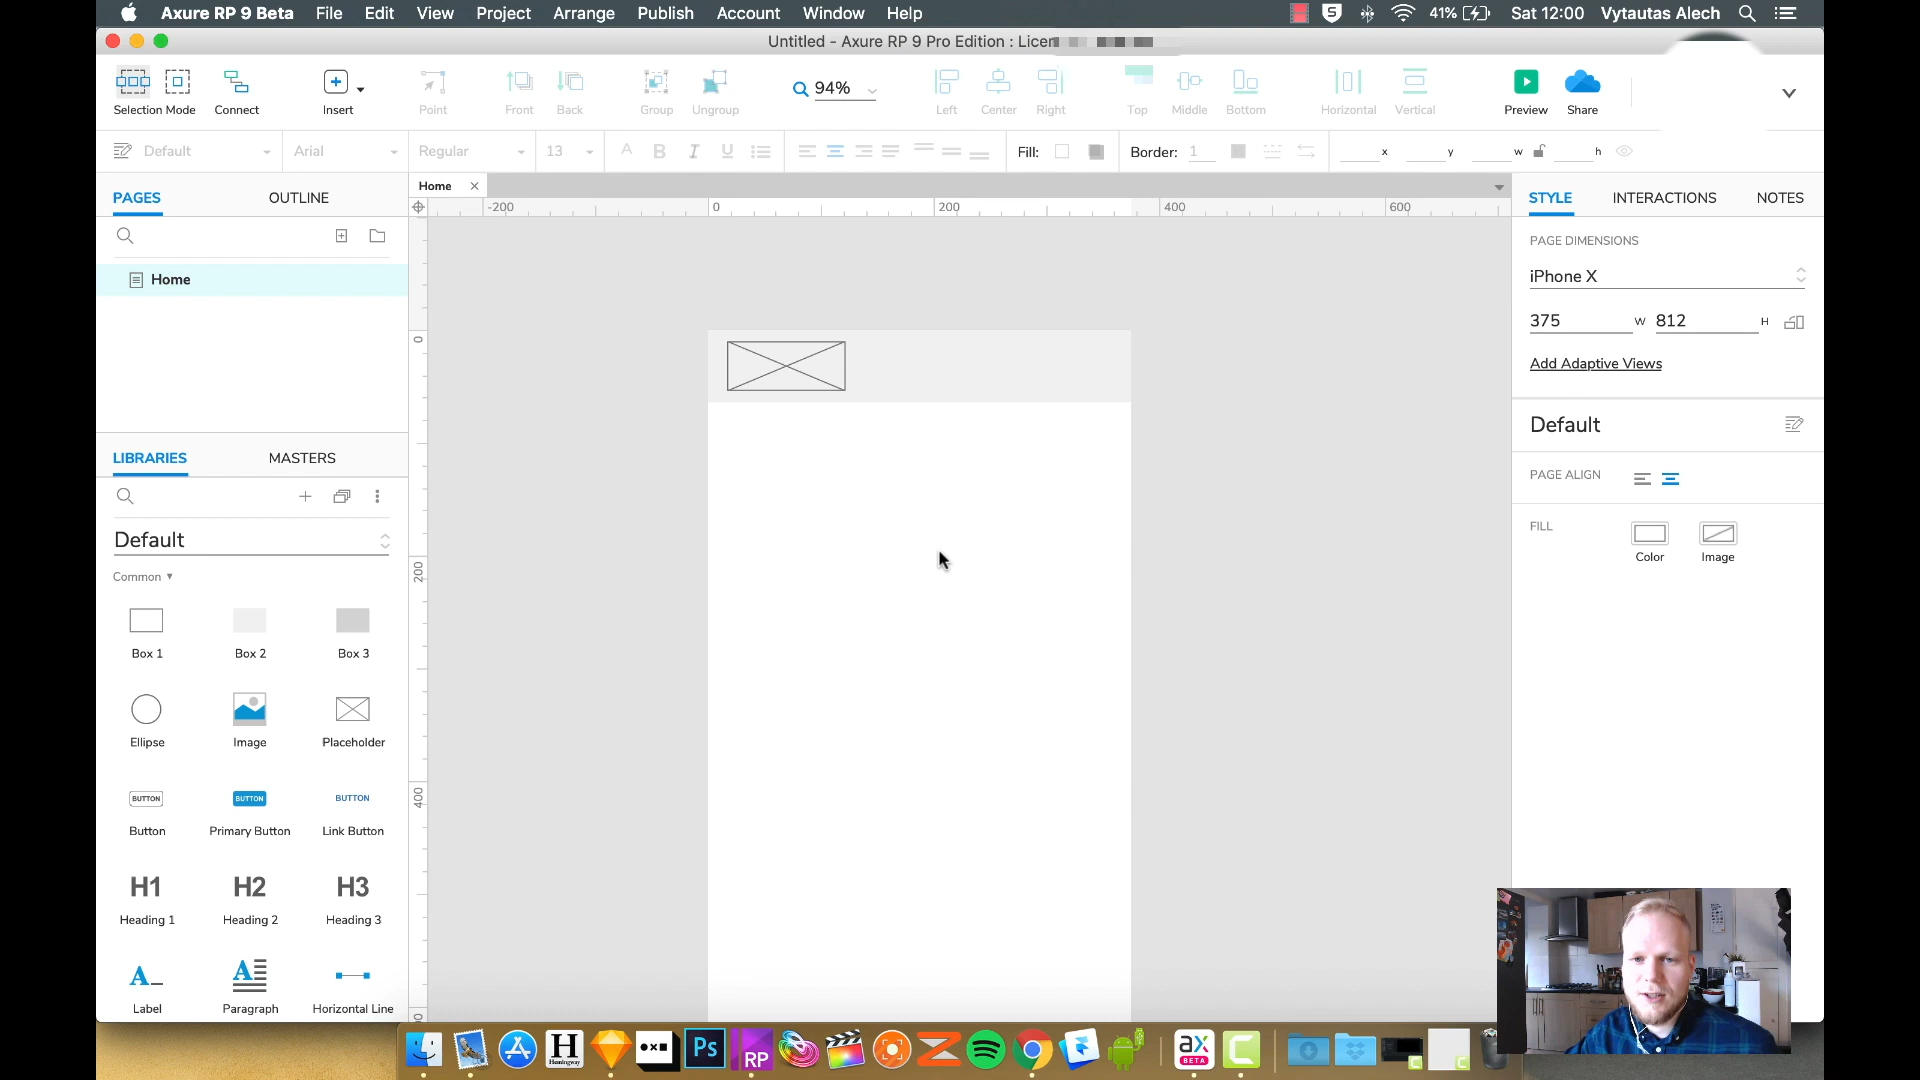 Axure RP 9 Beta File Edit View Project Arrange Publish Account Window Help
S 41% Sat 12:00 Vytautas Alech
Untitled - Axure RP 9 Pro Edition : Licen
94%
Selection Mode Connect Insert Point Front Back Group Ungroup Left Center Right Top Middle Bottom Horizontal Vertical Preview Share
Default Arial Regular 13 A B I U Fill: Border: 1 x y w h
PAGES OUTLINE
Home
-200 0 200 400 600
STYLE INTERACTIONS NOTES
PAGE DIMENSIONS
Home
iPhone X
375 W 812 H
0
Add Adaptive Views
Default
LIBRARIES MASTERS
PAGE ALIGN
Default
FILL
Color Image
Common
200
Box 1 Box 2 Box 3
Ellipse Image Placeholder
400
BUTTON BUTTON BUTTON
Button Primary Button Link Button
H1 H2 H3
Heading 1 Heading 2 Heading 3
A A
Label Paragraph Horizontal Line
H Ps RP ax BETA C